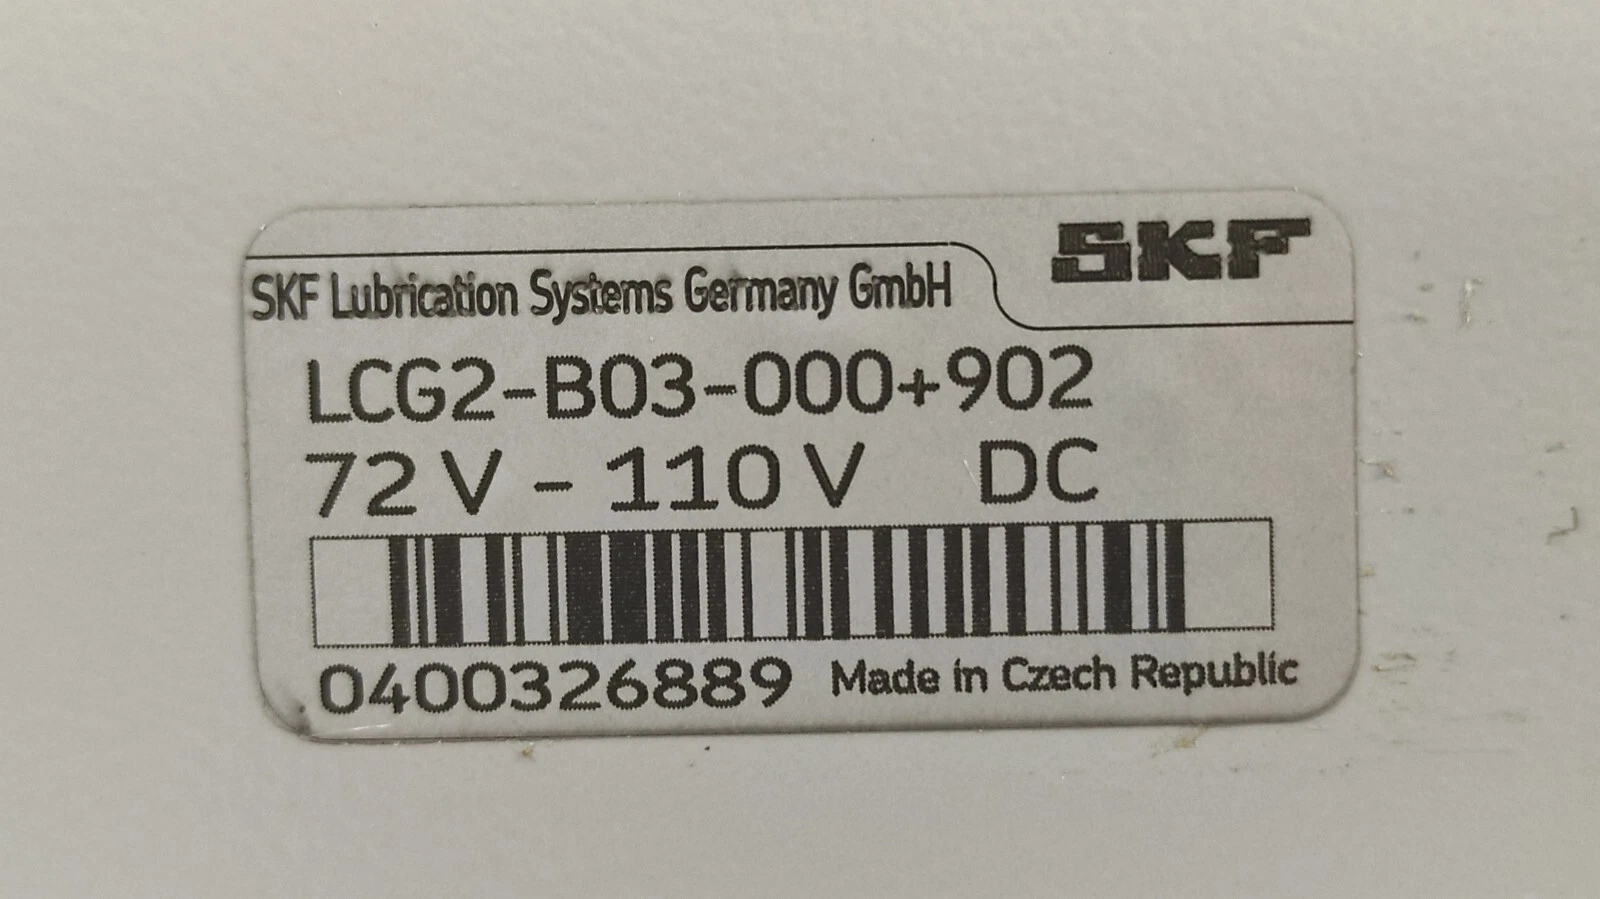 SKF
SKF Lubrication Systems Germany GmbH
LCG2-B03-000+902
72 V - 110 V DC
0400326889 Made in Czech Republic